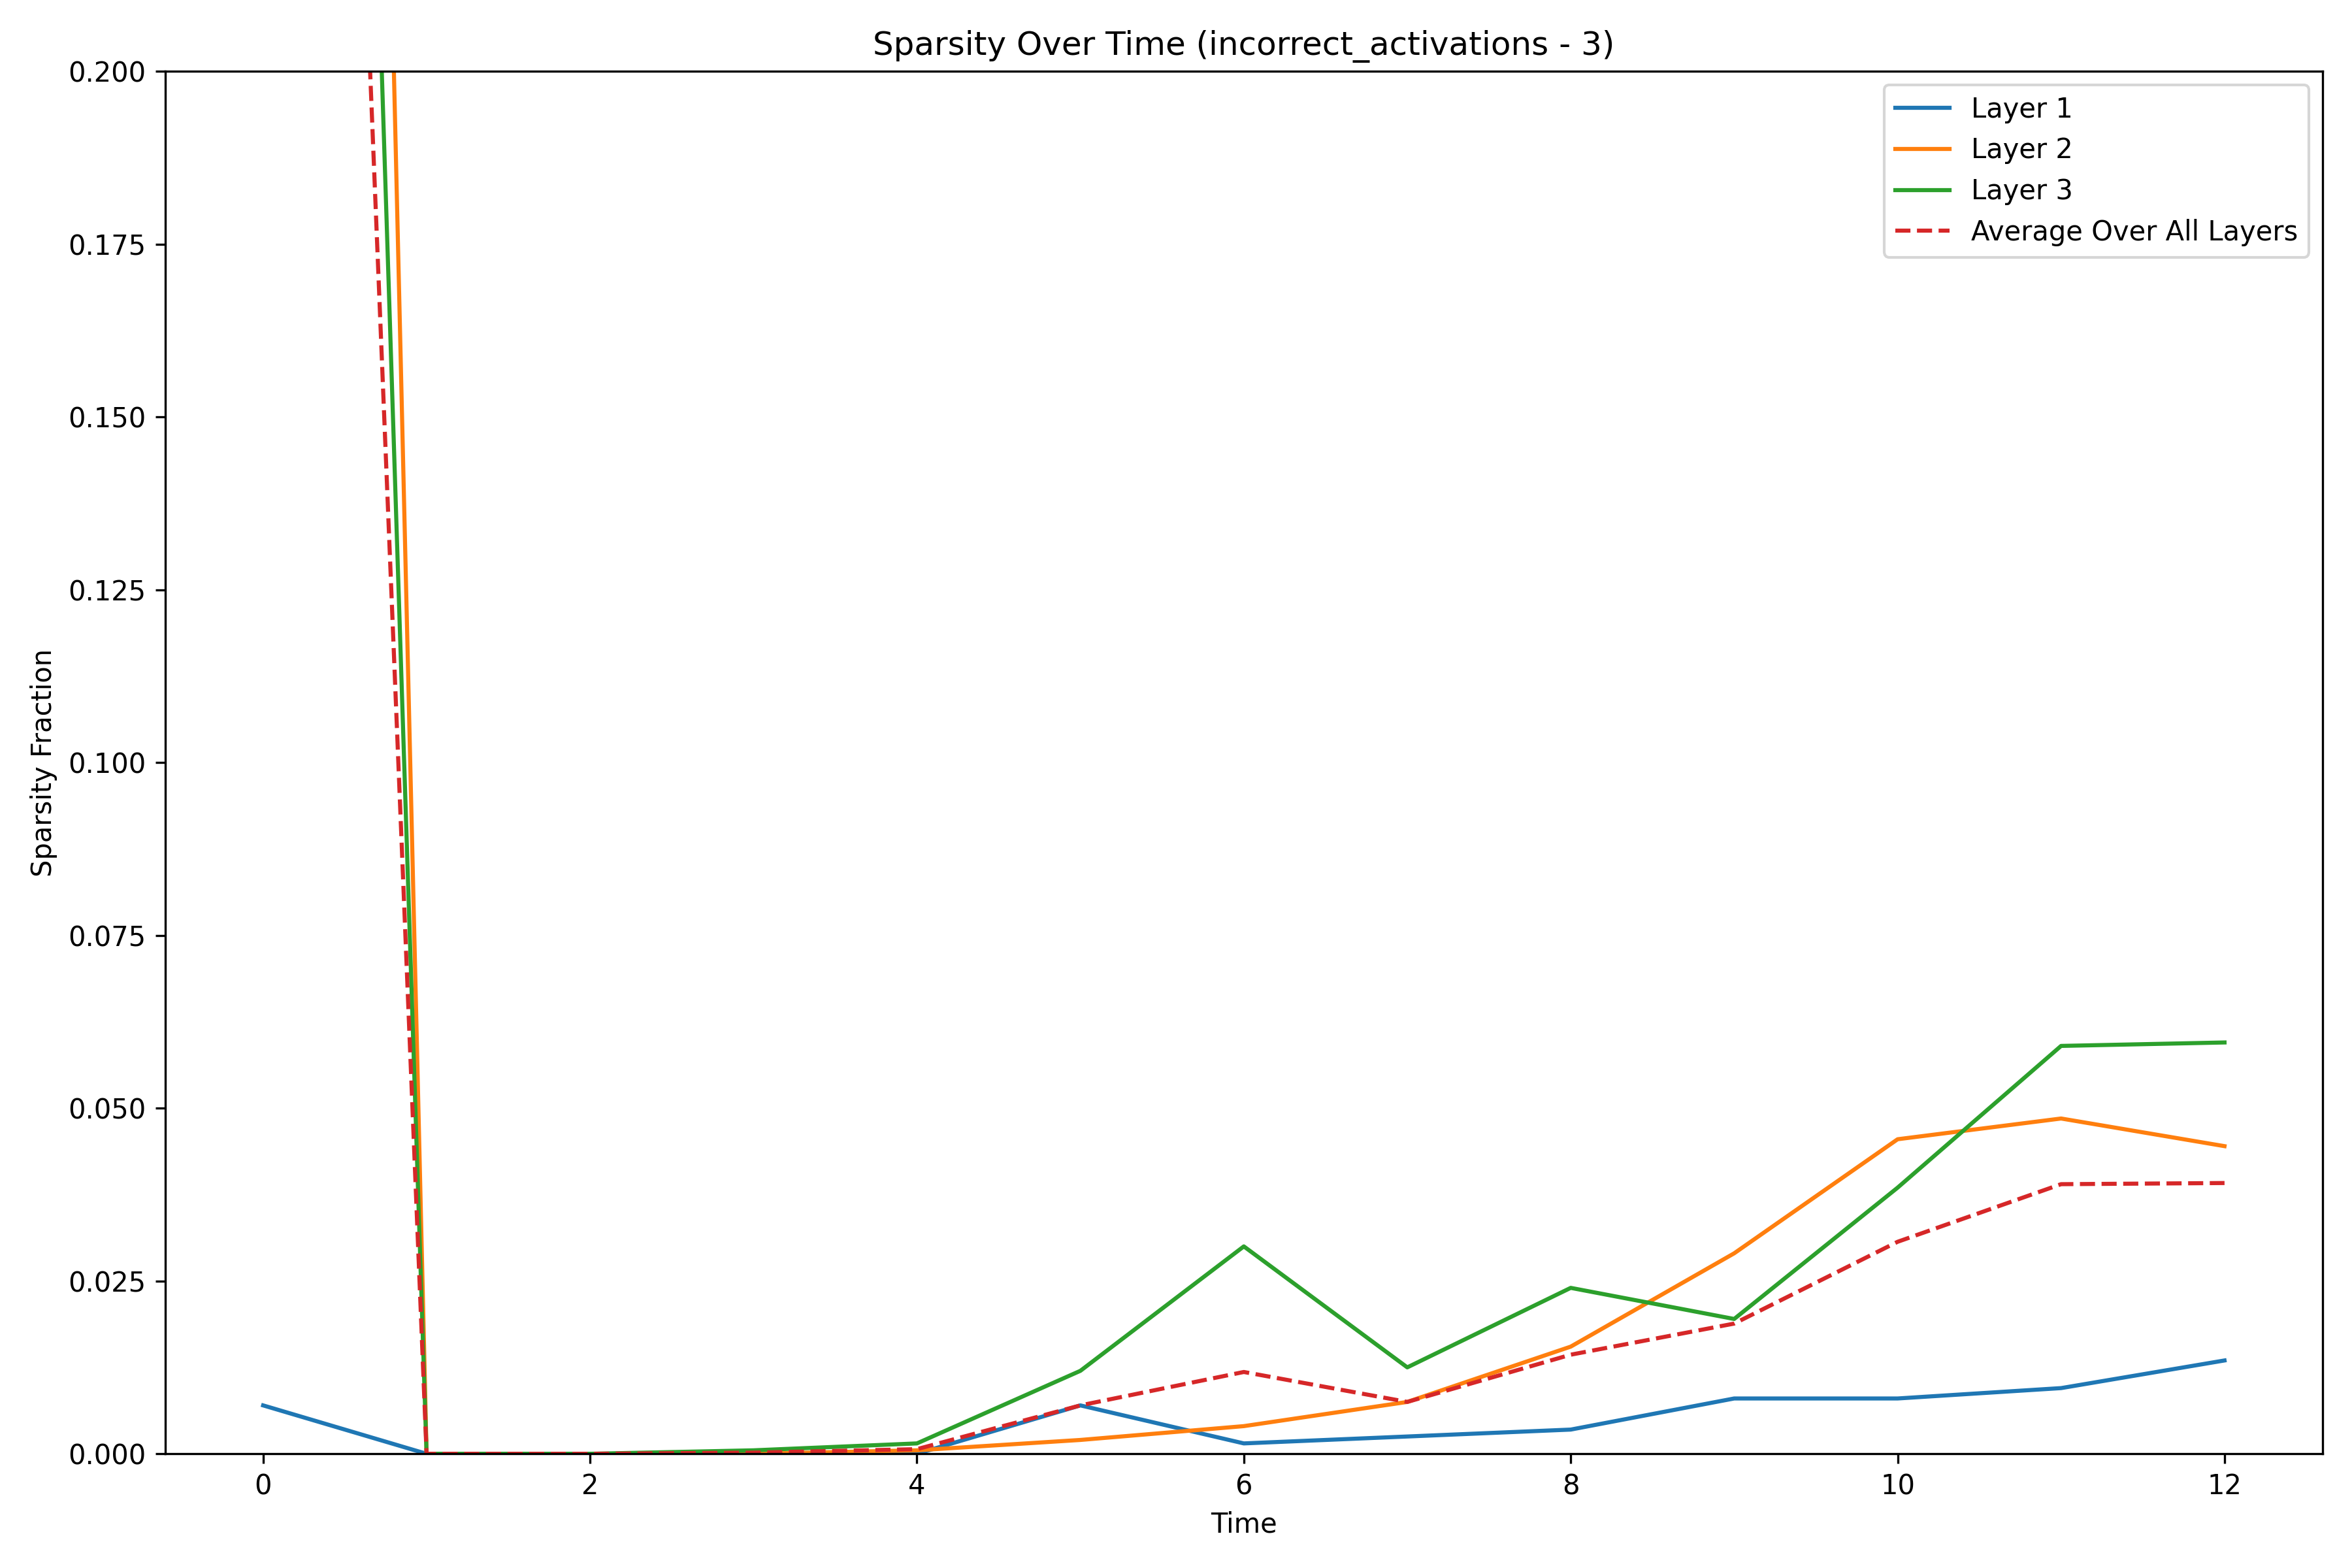 Sparsity Over Time (incorrect_activations - 3)
0.200
0.175
0.150
0.125
0.100
0.075
0.050
0.025
0.000
Sparsity Fraction
Layer 1
Layer 2
Layer 3
Average Over All Layers
0 2 4 6 8 10 12
Time